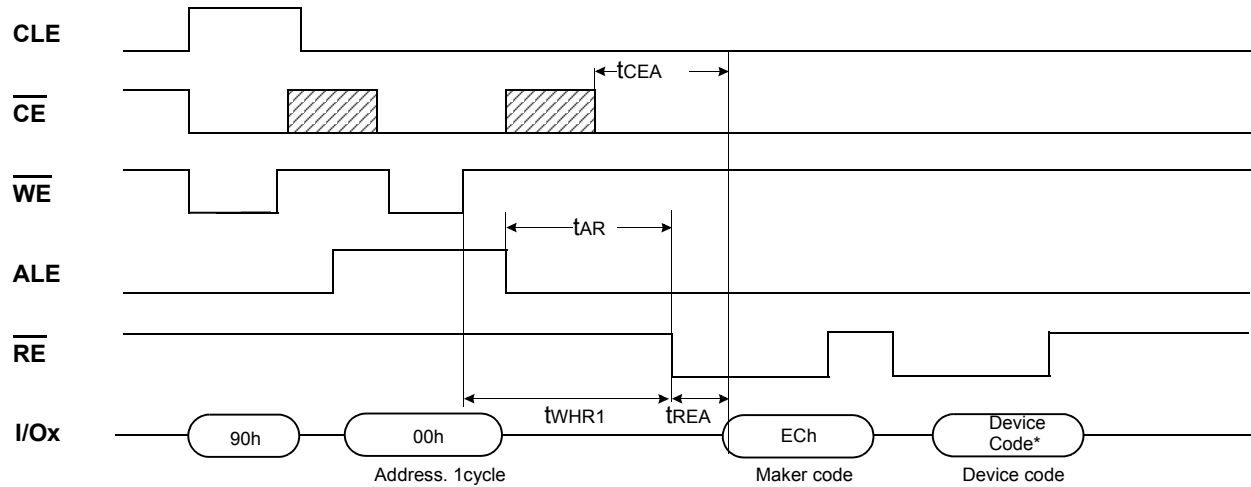 CLE
tCEA
CE
WE
tAR
ALE
RE
tWHR1
tREA
I/Ox
90h
00h
ECh
Device
Code*
Address. 1cycle
Maker code
Device code